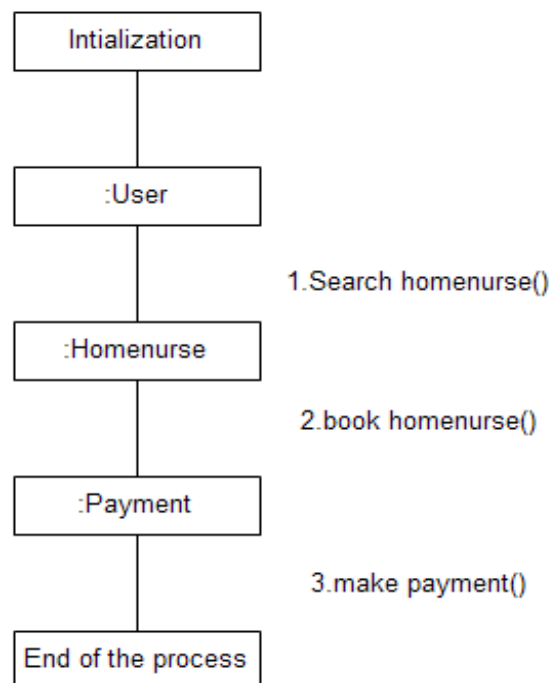 Intialization
:User
1.Search homenurse()
:Homenurse
2.book homenurse()
:Payment
3.make payment()
End of the process